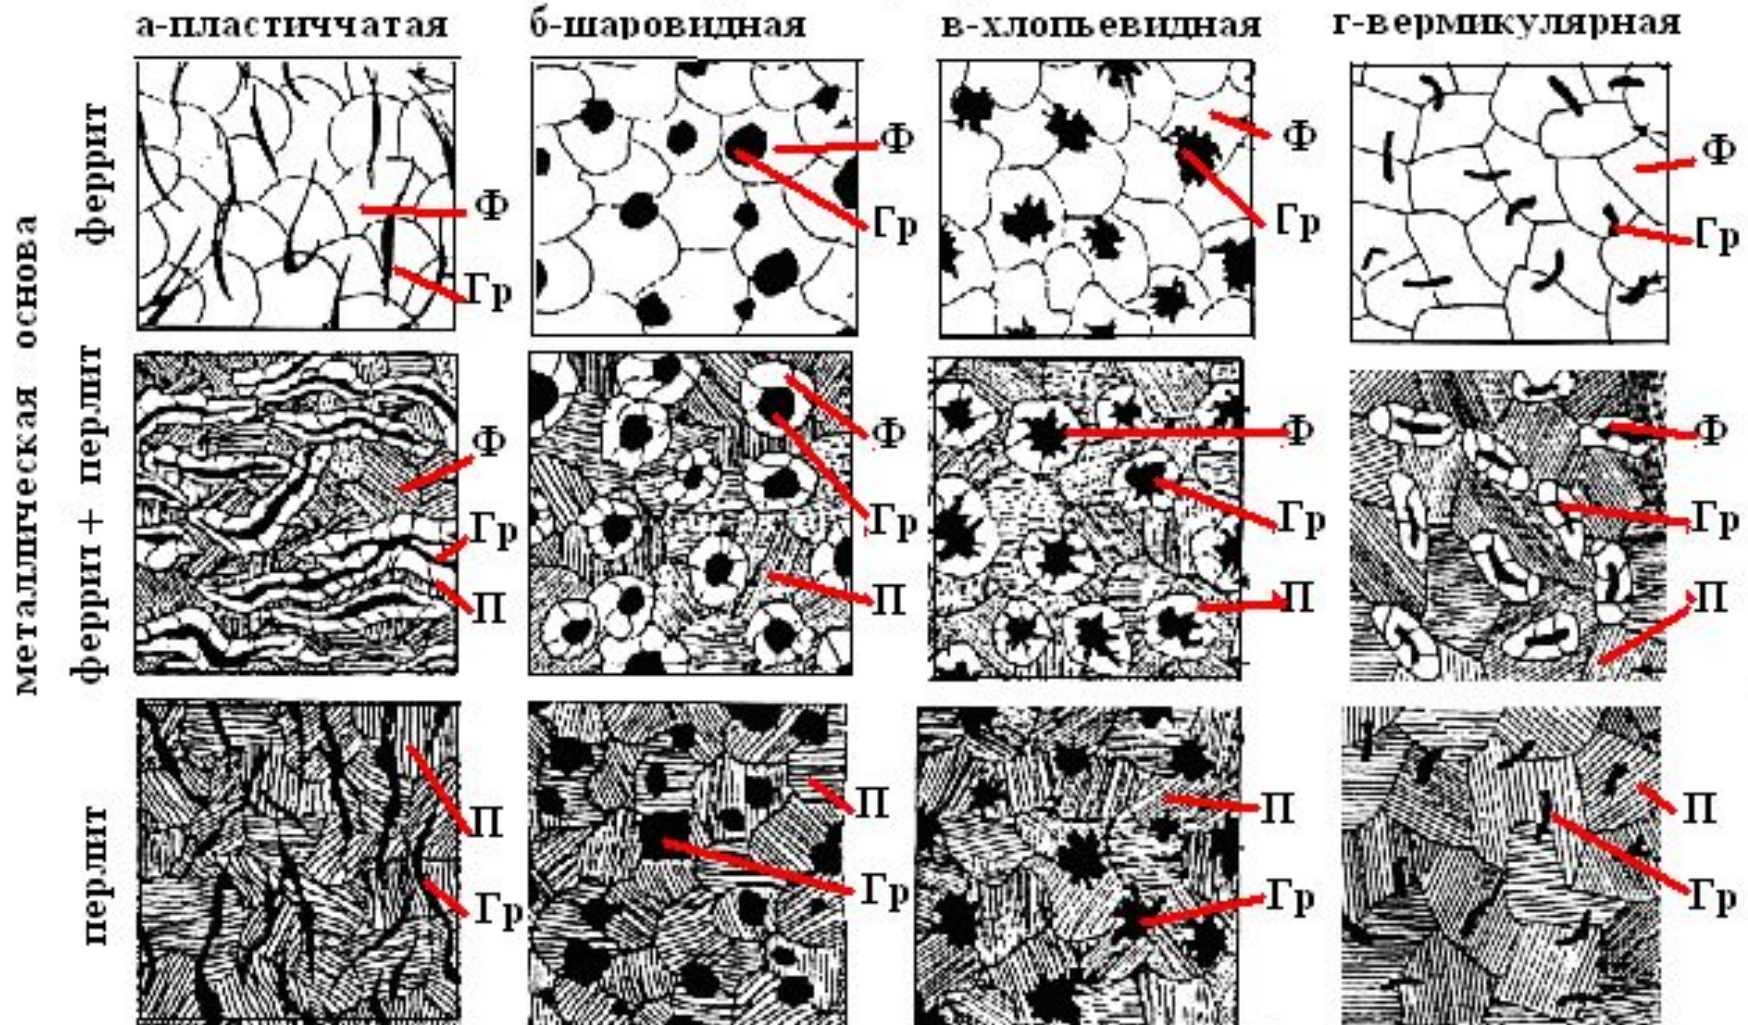 а-пластиччатая
б-шаровидная
в-хлопьевидная
г-вермикулярная
металлическая основа
феррит
Ф
Гр
Ф
Гр
Ф
Гр
Ф
Гр
феррит + перлит
Ф
Гр
П
Ф
Гр
П
Ф
Гр
П
Ф
Гр
П
перлит
П
Гр
П
Гр
П
Гр
П
Гр